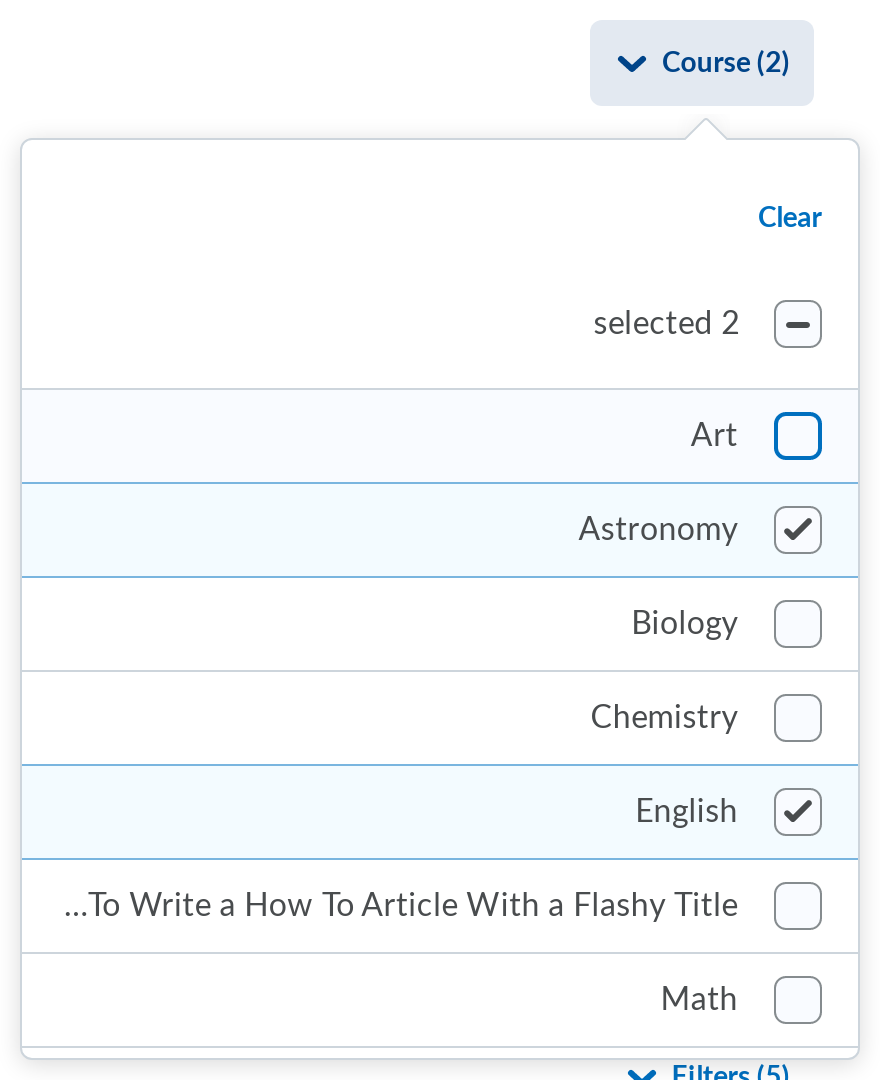 Course (2)
Clear
selected 2
Art
Astronomy
Biology
Chemistry
English
...To Write a How To Article With a Flashy Title
Math
Filters (5)